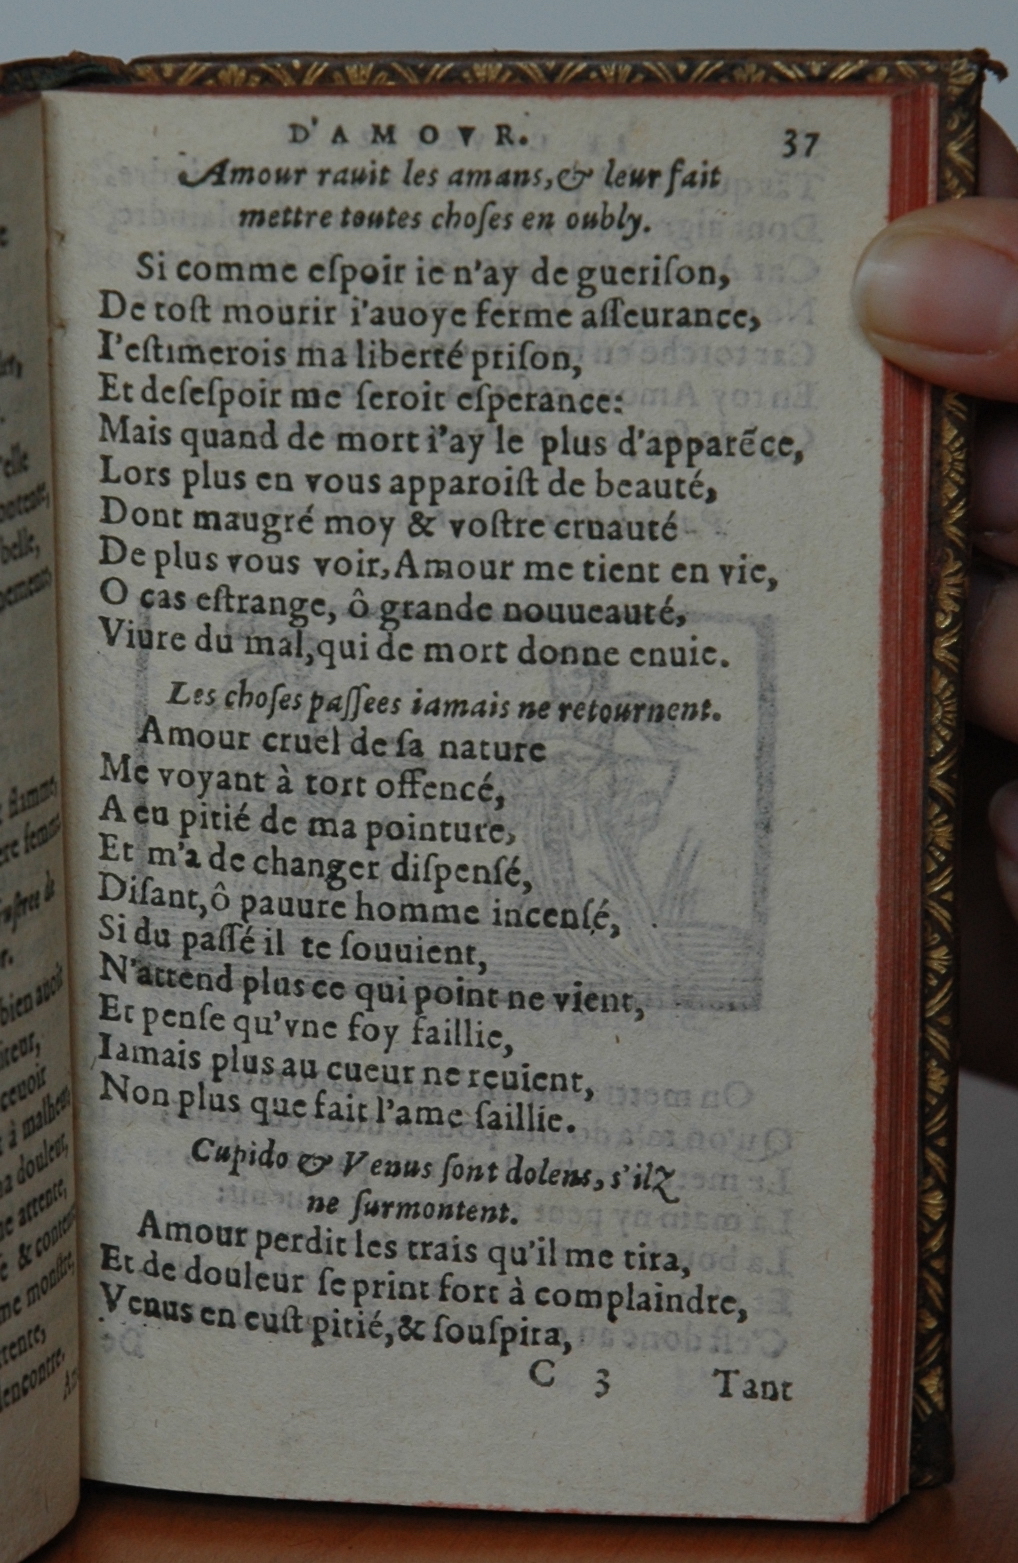 D'AMOVR. 37
Amour rauit les amans, & leur fait
mettre toutes choſes en oubly.
Si comme eſpoir ie n'ay de gueriſon,
De toſt mourir i'auoye ferme aſſeurance,
I'eſtimerois ma liberté priſon,
Et deſeſpoir me ſeroit eſperance:
Mais quand de mort i'ay le plus d'apparẽce,
Lors plus en vous apparoiſt de beauté,
Dont maugré moy & voſtre cruauté
De plus vous voir, Amour me tient en vie,
O cas eſtrange, ô grande nouueauté,
Viure du mal, qui de mort donne enuie.
Les choſes paſſees iamais ne retournent.
Amour cruel de ſa nature
Me voyant à tort offencé,
A eu pitié de ma pointure,
Et m'a de changer diſpenſé,
Diſant, ô pauure homme incenſé,
Si du paſſé il te ſouuient,
N'attend plus ce qui point ne vient,
Et penſe qu'vne foy faillie,
Iamais plus au cueur ne reuient,
Non plus que fait l'ame ſaillie.
Cupido & Venus ſont dolens, s'ilz
ne ſurmontent.
Amour perdit les trais qu'il me tira,
Et de douleur ſe print fort à complaindre,
Venus en euſt pitié, & ſouſpira,
C 3 Tant